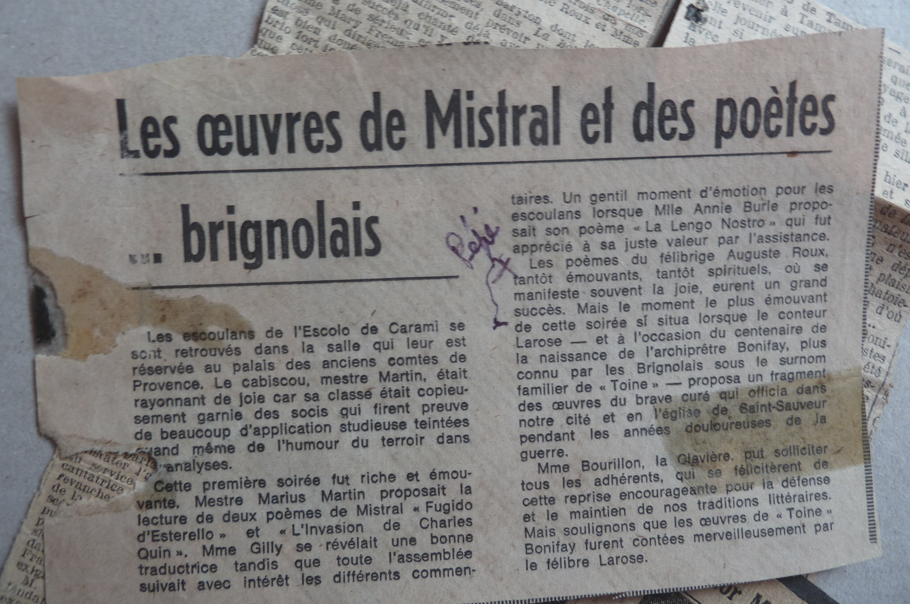 Les œuvres de Mistral et des poètes
... brignolais
Pépé
Les escoulans de l'Escolo de Carami se
sont retrouvés dans la salle qui leur est
réservée au palais des anciens comtes de
Provence. Le cabiscou, mestre Martin, était
rayonnant de joie car sa classe était copieu-
sement garnie des socis qui firent preuve
de beaucoup d'application studieuse teintées
quand même de l'humour du terroir dans
analyses.
Cette première soirée fut riche et émou-
vante. Mestre Marius Martin proposait la
lecture de deux poèmes de Mistral « Fugido
d'Esterello » et « L'Invasion de Charles
Quin ». Mme Gilly se révélait une bonne
traductrice tandis que toute l'assemblée
suivait avec intérêt les différents commen-
taires. Un gentil moment d'émotion pour les
escoulans lorsque Mlle Annie Burle propo-
sait son poème « La Lengo Nostro » qui fut
apprécié à sa juste valeur par l'assistance.
Les poèmes du félibrige Auguste Roux,
tantôt émouvants, tantôt spirituels, où se
manifeste souvent la joie, eurent un grand
succès. Mais le moment le plus émouvant
de cette soirée sí situa lorsque le conteur
Larose — et à l'occasion du centenaire de
la naissance de l'archiprêtre Bonifay, plus
connu par les Brignolais sous le surnom
familier de « Toine » — proposa un fragment
des œuvres du brave curé qui officia dans
notre cité et en l'église de Saint-Sauveur
pendant les années douloureuses de la
guerre.
Mme Bourillon, la Clavière, put solliciter
tous les adhérents, qui se félicitèrent de
cette reprise encourageante pour la défense
et le maintien de nos traditions littéraires.
Mais soulignons que les œuvres de « Toine »
Bonifay furent contées merveilleusement par
le félibre Larose.